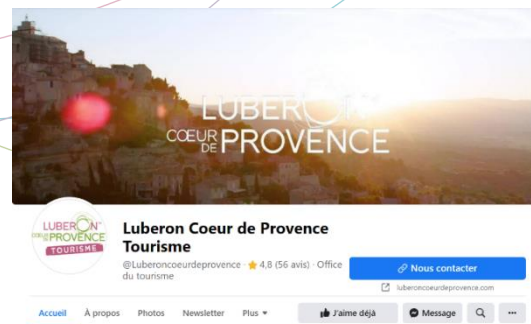 LUBERON
CŒUR DE PROVENCE
LUBERON
CŒUR DE PROVENCE
TOURISME
Luberon Coeur de Provence
Tourisme
@Luberoncoeurdeprovence · 4,8 (56 avis) · Office
du tourisme
Nous contacter
luberoncoeurdeprovence.com
Accueil À propos Photos Newsletter Plus J'aime déjà Message